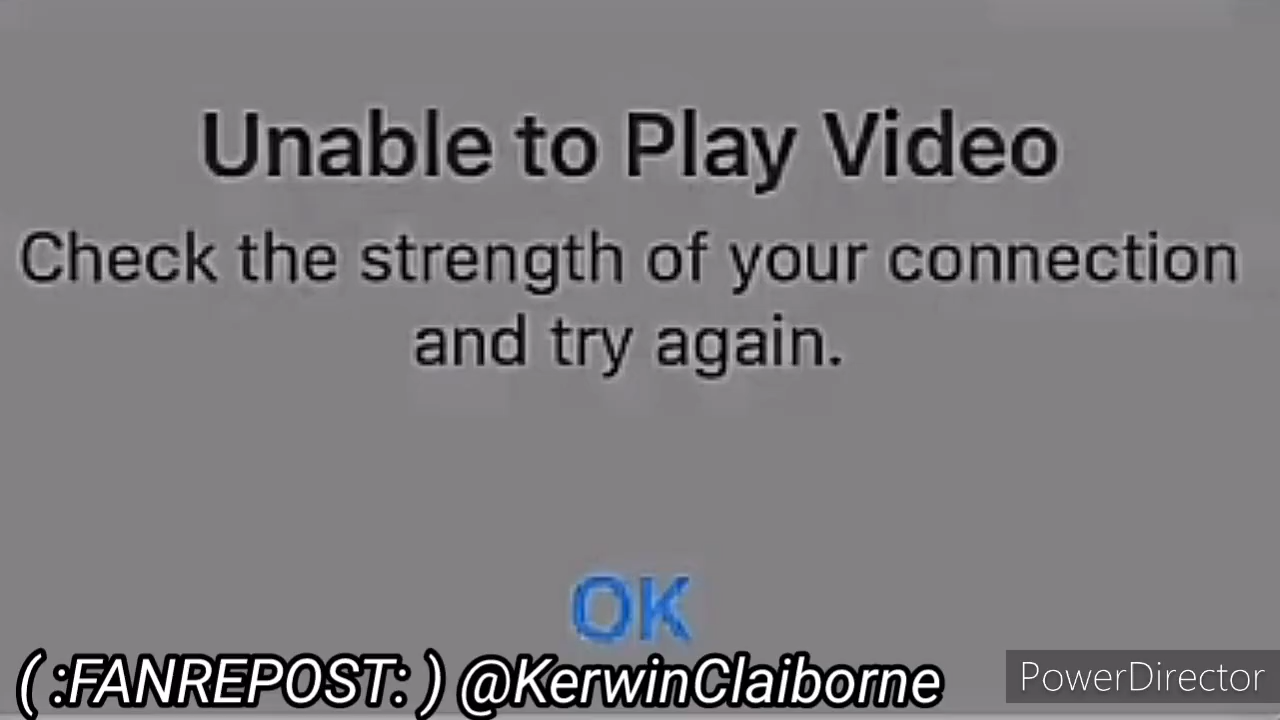 Unable to Play Video
Check the strength of your connection
and try again.
OK
( :FANREPOST: ) @KerwinClaiborne
PowerDirector